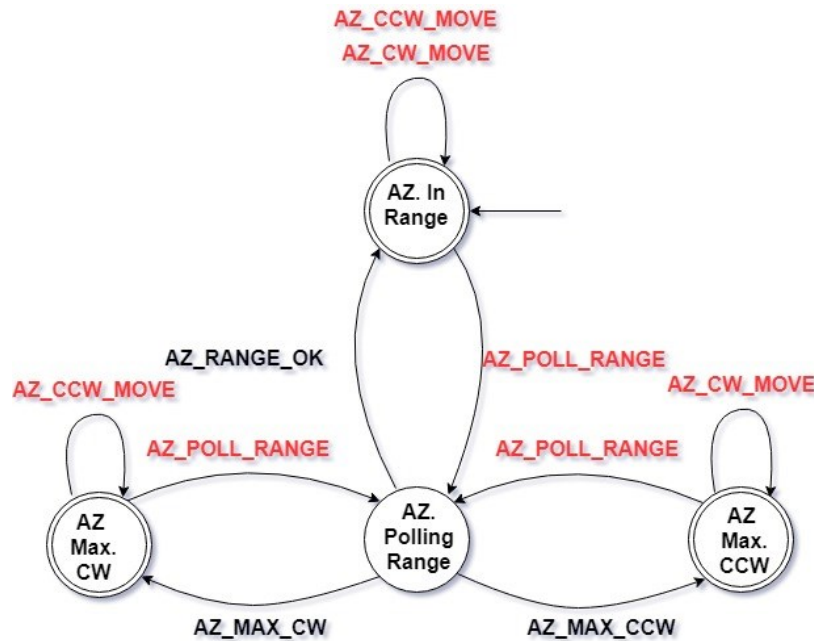 AZ_CCW_MOVE
AZ_CW_MOVE
AZ. In
Range
AZ_RANGE_OK
AZ_POLL_RANGE
AZ_CCW_MOVE
AZ_CW_MOVE
AZ_POLL_RANGE
AZ_POLL_RANGE
AZ
Max.
CW
AZ.
Polling
Range
AZ
Max.
CCW
AZ_MAX_CW
AZ_MAX_CCW